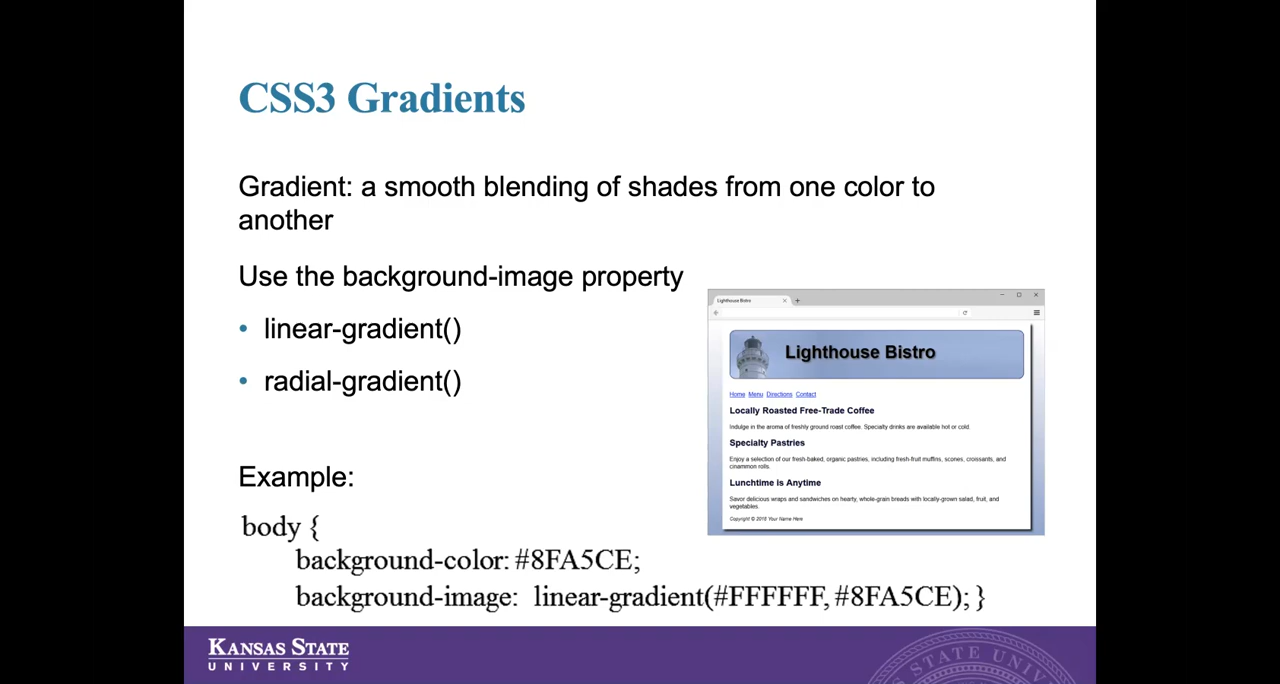 CSS3 Gradients
Gradient: a smooth blending of shades from one color to
another
Use the background-image property
• linear-gradient()
• radial-gradient()
Lighthouse Bistro
Lighthouse Bistro
Home Menu Directions Contact
Locally Roasted Free-Trade Coffee
Indulge in the aroma of freshly ground roast coffee. Specialty drinks are available hot or cold.
Specialty Pastries
Enjoy a selection of our fresh-baked, organic pastries, including fresh-fruit muffins, scones, croissants, and
cinammon rolls.
Lunchtime is Anytime
Savor delicious wraps and sandwiches on hearty, whole-grain breads with locally-grown salad, fruit, and
vegetables.
Copyright © 2018 Your Name Here
Example:
body {
background-color: #8FA5CE;
background-image: linear-gradient(#FFFFFF, #8FA5CE); }
KANSAS STATE
UNIVERSITY
STATE UNIV